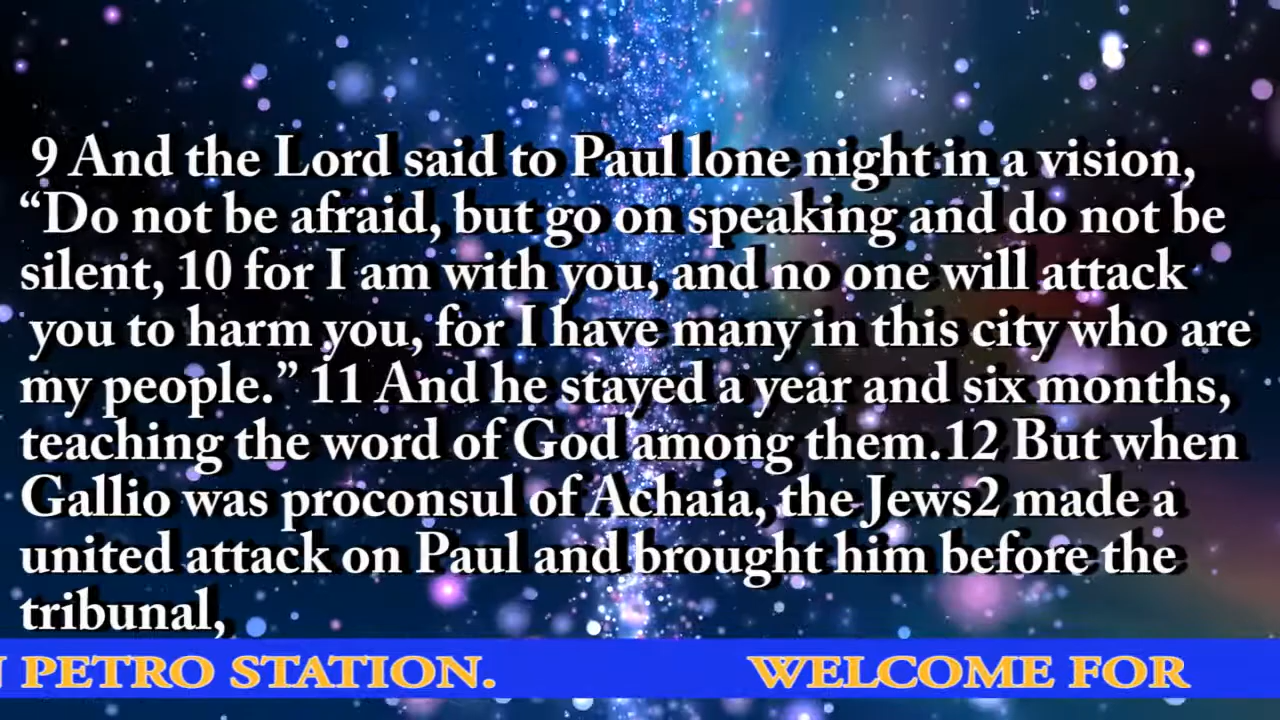 9 And the Lord said to Paul lone night in a vision,
“Do not be afraid, but go on speaking and do not be
silent, 10 for I am with you, and no one will attack
you to harm you, for I have many in this city who are
my people.” 11 And he stayed a year and six months,
teaching the word of God among them.12 But when
Gallio was proconsul of Achaia, the Jews2 made a
united attack on Paul and brought him before the
tribunal,
PETRO STATION. WELCOME FOR